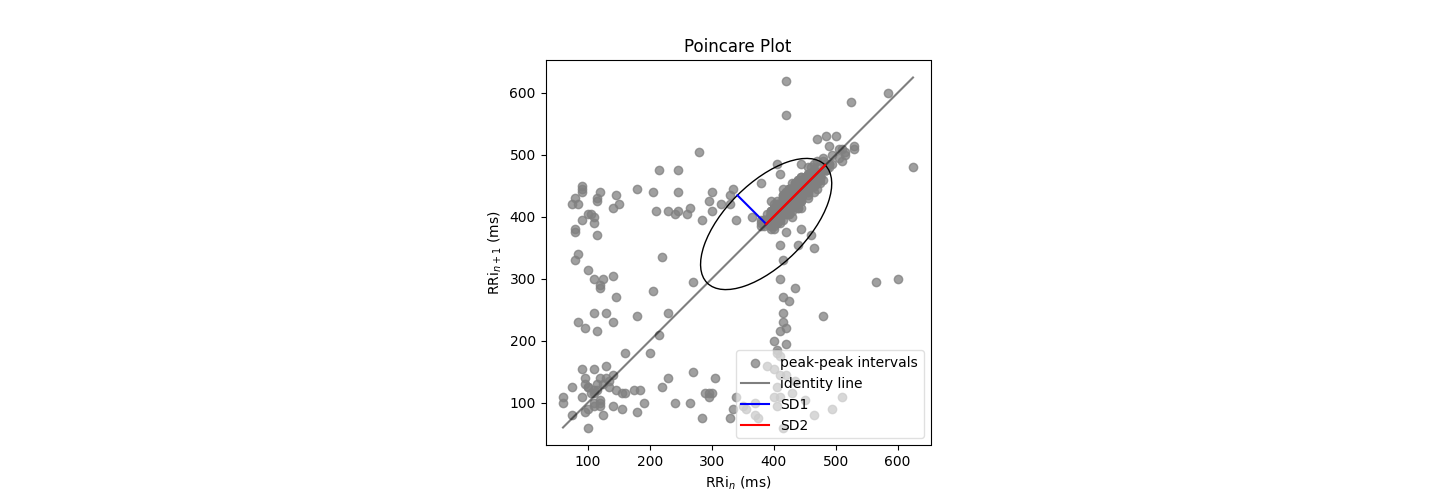 Poincare Plot
600
500
400
300
200
100
RRi$_{n+1}$ (ms)
peak-peak intervals
identity line
SD1
SD2
100 200 300 400 500 600
RRi$_n$ (ms)